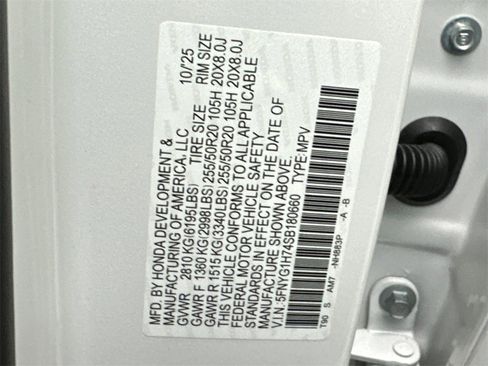 MFD. BY HONDA DEVELOPMENT & 10/25
MANUFACTURING OF AMERICA, LLC
GVWR 2810 KG(6195LBS) TIRE SIZE RIM SIZE
GAWR F 1360 KG(2998LBS)255/50R20 105H 20X8.0J
GAWR R 1515 KG(3340LBS)255/50R20 105H 20X8.0J
THIS VEHICLE CONFORMS TO ALL APPLICABLE
FEDERAL MOTOR VEHICLE SAFETY
STANDARDS IN EFFECT ON THE DATE OF
MANUFACTURE SHOWN ABOVE.
V.I.N.:5FNYG1H74SB180660 TYPE:MPV
T90 S AM7 -NH883P -A -B